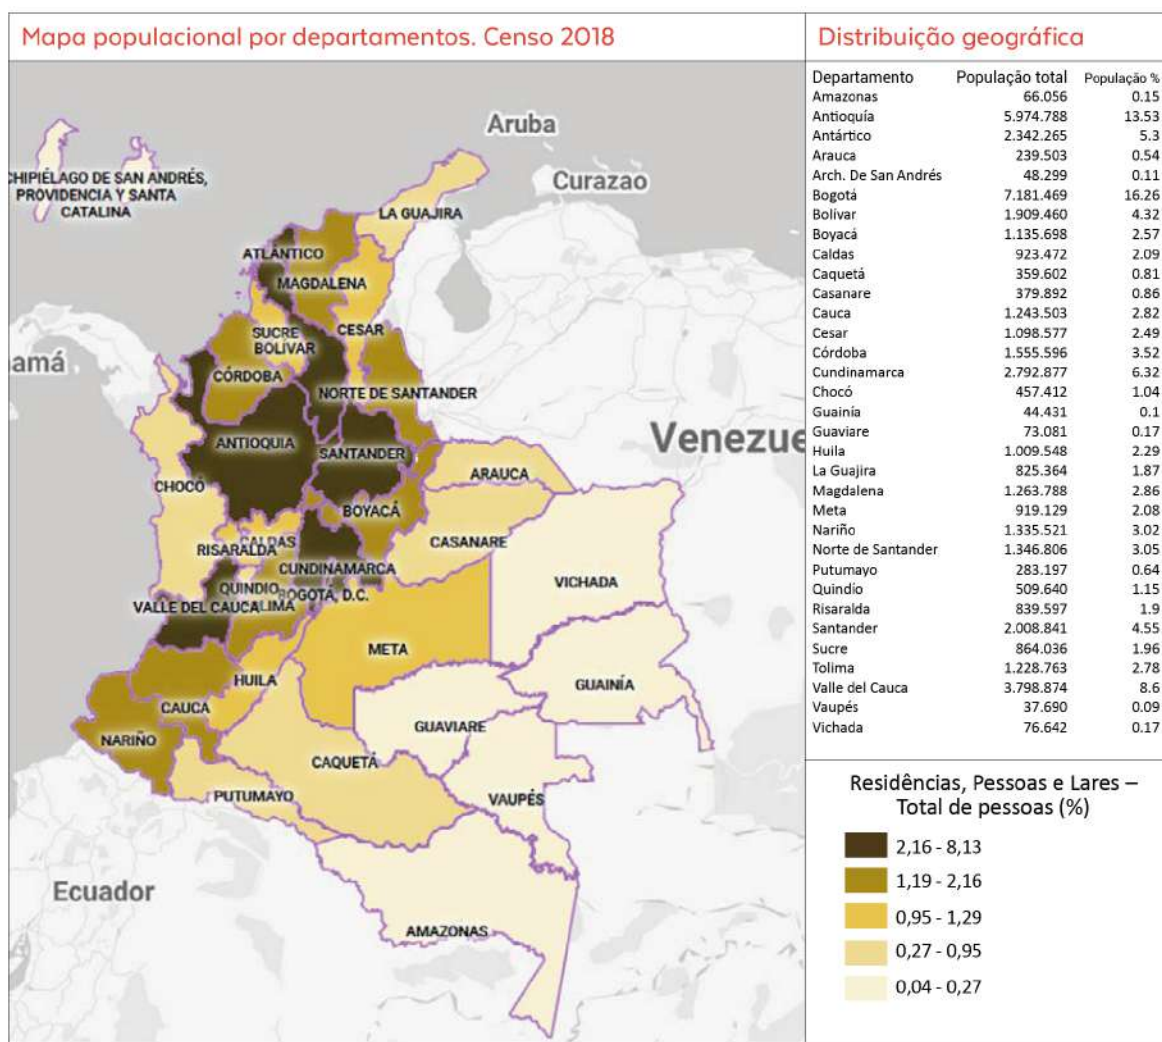 Mapa populacional por departamentos. Censo 2018
Aruba
Curazao
CHIPIÉLAGO DE SAN ANDRÉS,
PROVIDENCIA Y SANTA
CATALINA
LA GUAJIRA
ATLÁNTICO
MAGDALENA
SUCRE
CESAR
BOLÍVAR
amá
CÓRDOBA
NORTE DE SANTANDER
ANTIOQUIA
SANTANDER
Venezue
ARAUCA
CHOCÓ
BOYACÁ
CALDAS
RISARALDA
CASANARE
CUNDINAMARCA
VICHADA
QUINDIO
BOGOTÁ, D.C.
VALLE DEL CAUCA
LIMA
META
HUILA
GUAINÍA
CAUCA
GUAVIARE
NARIÑO
CAQUETÁ
PUTUMAYO
VAUPÉS
Ecuador
AMAZONAS
Distribuição geográfica
Departamento População total População %
Amazonas 66.056 0.15
Antioquía 5.974.788 13.53
Antártico 2.342.265 5.3
Arauca 239.503 0.54
Arch. De San Andrés 48.299 0.11
Bogotá 7.181.469 16.26
Bolívar 1.909.460 4.32
Boyacá 1.135.698 2.57
Caldas 923.472 2.09
Caquetá 359.602 0.81
Casanare 379.892 0.86
Cauca 1.243.503 2.82
Cesar 1.098.577 2.49
Córdoba 1.555.596 3.52
Cundinamarca 2.792.877 6.32
Chocó 457.412 1.04
Guainía 44.431 0.1
Guaviare 73.081 0.17
Huila 1.009.548 2.29
La Guajira 825.364 1.87
Magdalena 1.263.788 2.86
Meta 919.129 2.08
Nariño 1.335.521 3.02
Norte de Santander 1.346.806 3.05
Putumayo 283.197 0.64
Quindío 509.640 1.15
Risaralda 839.597 1.9
Santander 2.008.841 4.55
Sucre 864.036 1.96
Tolima 1.228.763 2.78
Valle del Cauca 3.798.874 8.6
Vaupés 37.690 0.09
Vichada 76.642 0.17
Residências, Pessoas e Lares –
Total de pessoas (%)
2,16 - 8,13
1,19 - 2,16
0,95 - 1,29
0,27 - 0,95
0,04 - 0,27